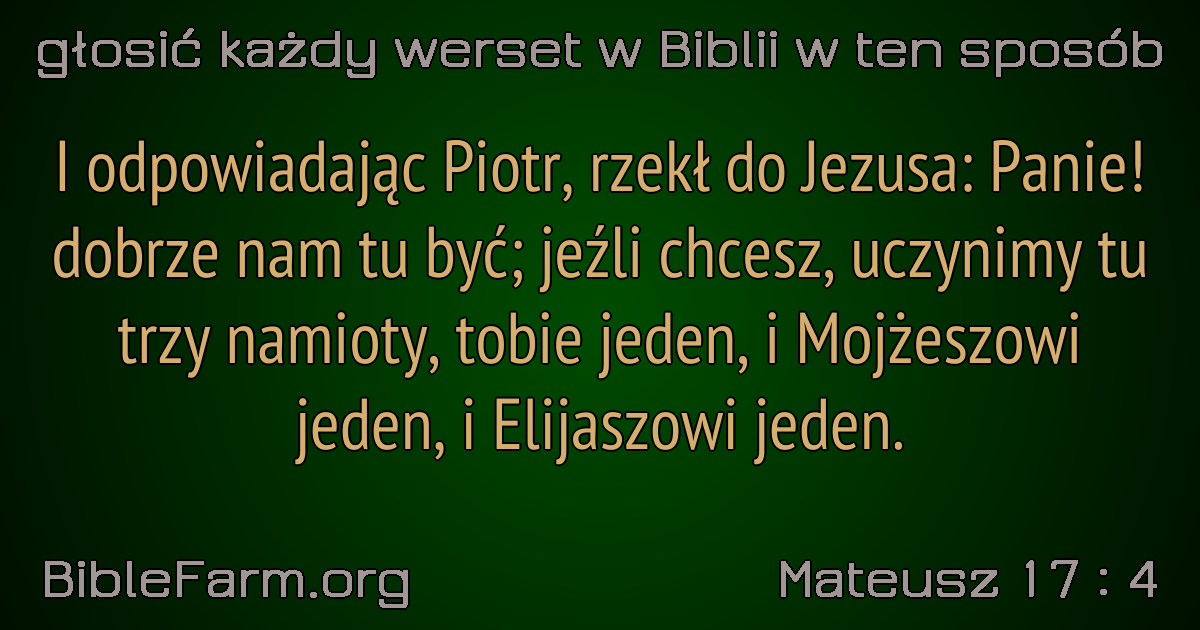 głosić każdy werset w Biblii w ten sposób
I odpowiadając Piotr, rzekł do Jezusa: Panie!
dobrze nam tu być; jeźli chcesz, uczynimy tu
trzy namioty, tobie jeden, i Mojżeszowi
jeden, i Elijaszowi jeden.
BibleFarm.org
Mateusz 17 : 4